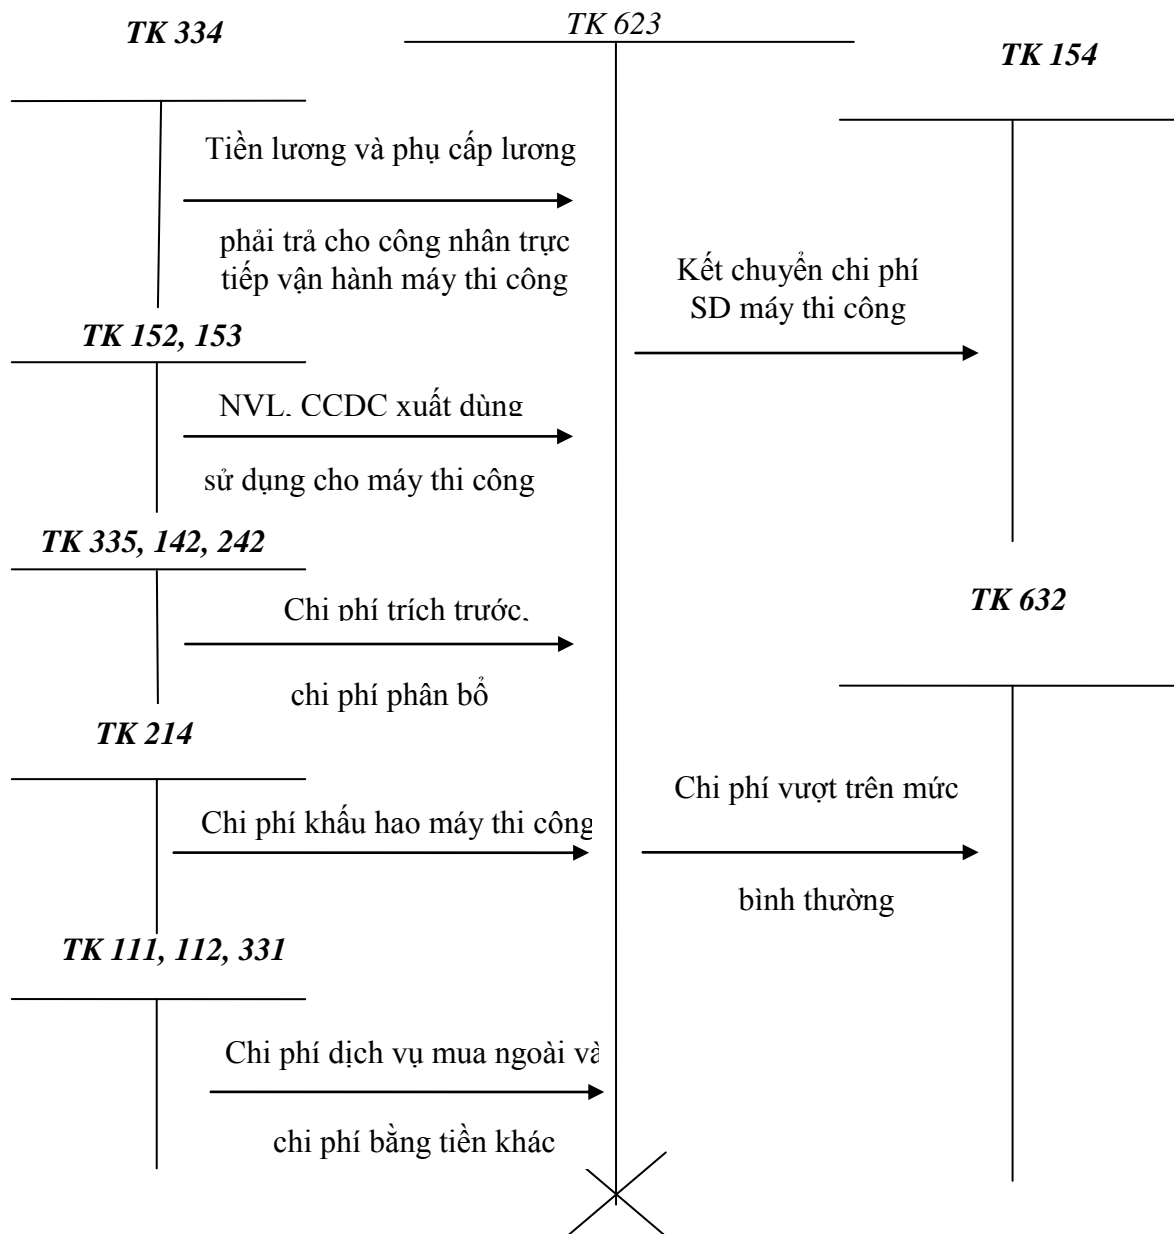 TK 334
TK 623
TK 154
Tiền lương và phụ cấp lương
phải trả cho công nhân trực
tiếp vận hành máy thi công
Kết chuyển chi phí
SD máy thi công
TK 152, 153
NVL, CCDC xuất dùng
sử dụng cho máy thi công
TK 335, 142, 242
Chi phí trích trước,
chi phí phân bổ
TK 632
TK 214
Chi phí khấu hao máy thi công
Chi phí vượt trên mức
bình thường
TK 111, 112, 331
Chi phí dịch vụ mua ngoài và
chi phí bằng tiền khác